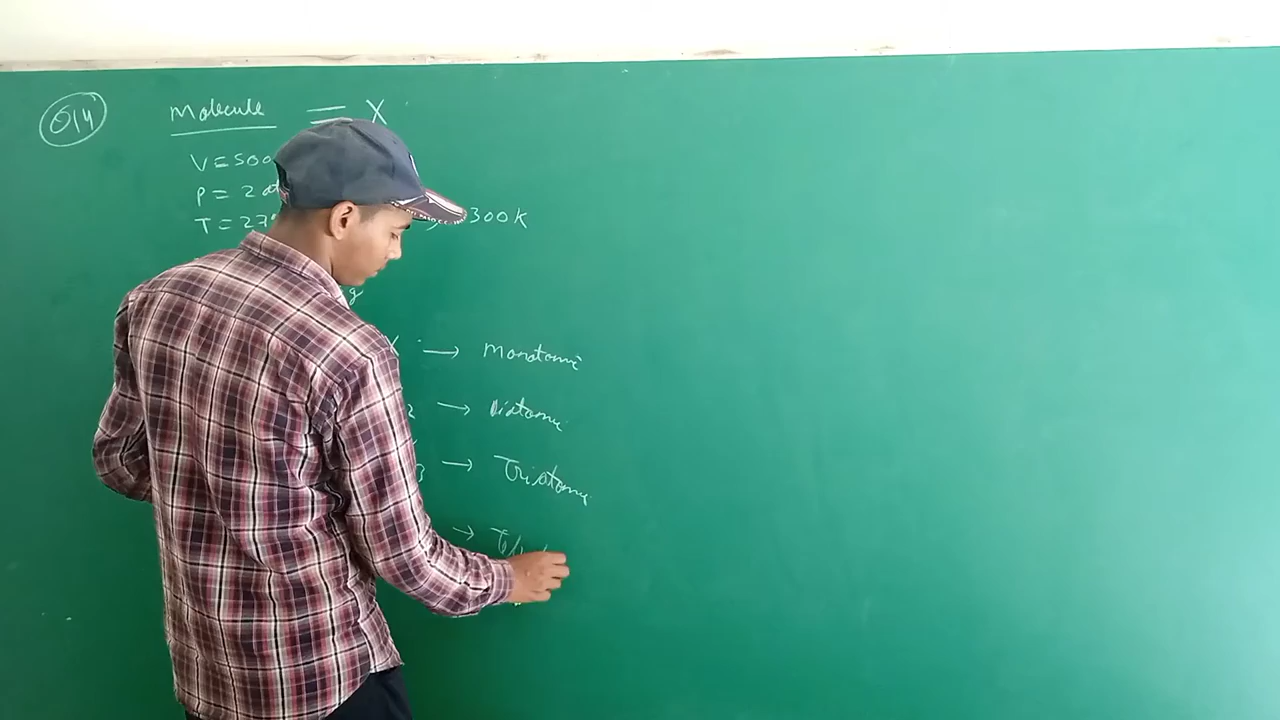 Q14 Molecule = X
V = 500
P = 2 at
T = 27° → 300 K
g
X → Monatomic
2 → Diatomic
3 → Triatomic
→